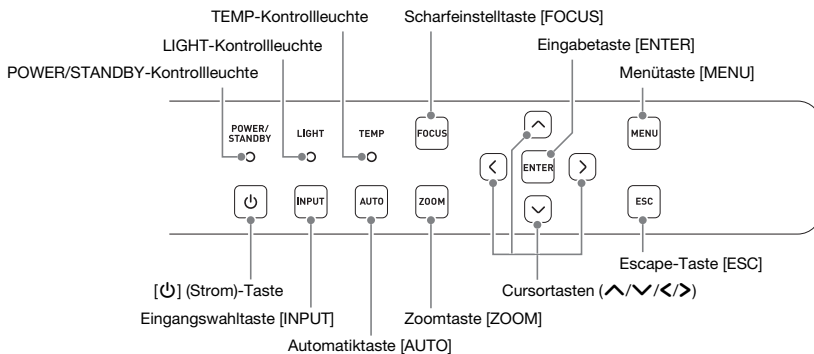 TEMP-Kontrollleuchte
Scharfeinstelltaste [FOCUS]
LIGHT-Kontrollleuchte
Eingabetaste [ENTER]
POWER/STANDBY-Kontrollleuchte
Menütaste [MENU]
POWER/
STANDBY
LIGHT
TEMP
FOCUS
MENU
ENTER
INPUT
AUTO
ZOOM
ESC
Escape-Taste [ESC]
[⏻] (Strom)-Taste
Cursortasten (∧/∨/</>)
Eingangswahltaste [INPUT]
Zoomtaste [ZOOM]
Automatiktaste [AUTO]